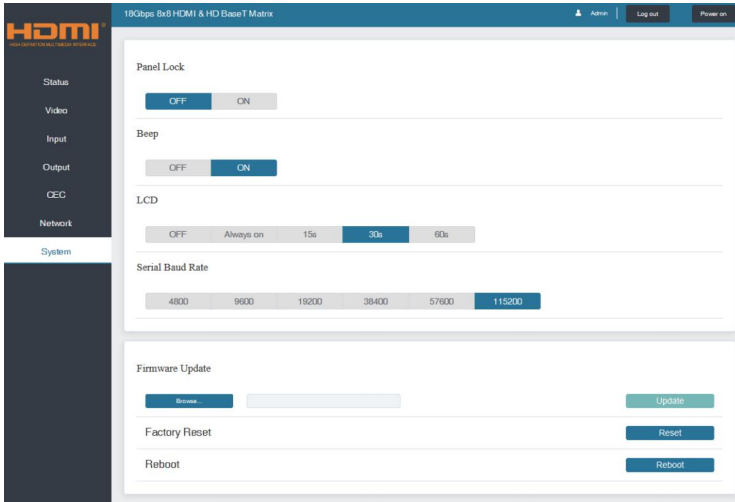 18Gbps 8x8 HDMI & HD BaseT Matrix
Admin
Log out
Power on
HDMI®
HIGH DEFINITION MULTIMEDIA INTERFACE
Status
Video
Input
Output
CEC
Network
System
Panel Lock
OFF ON
Beep
OFF ON
LCD
OFF Always on 15s 30s 60s
Serial Baud Rate
4800 9600 19200 38400 57600 115200
Firmware Update
Browse... Update
Factory Reset Reset
Reboot Reboot